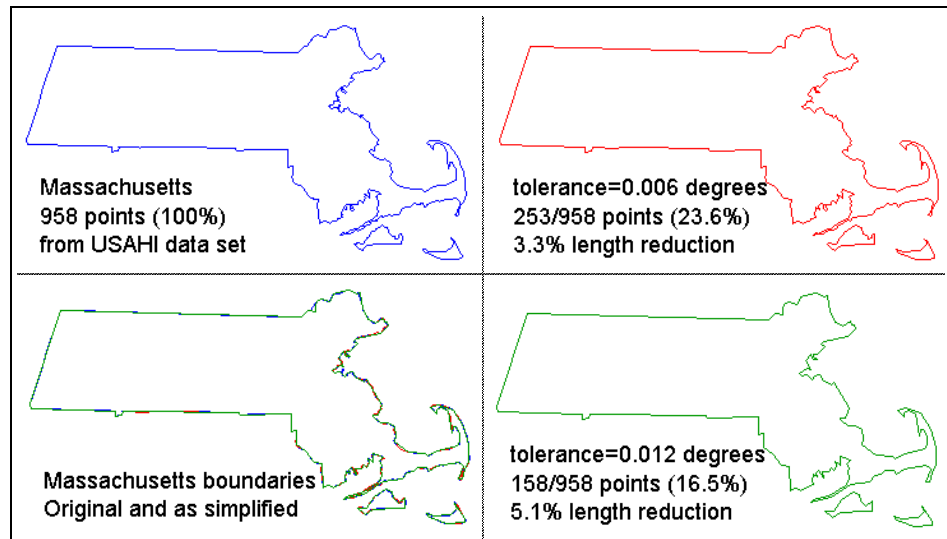 Massachusetts
958 points (100%)
from USAHI data set
tolerance=0.006 degrees
253/958 points (23.6%)
3.3% length reduction
Massachusetts boundaries
Original and as simplified
tolerance=0.012 degrees
158/958 points (16.5%)
5.1% length reduction